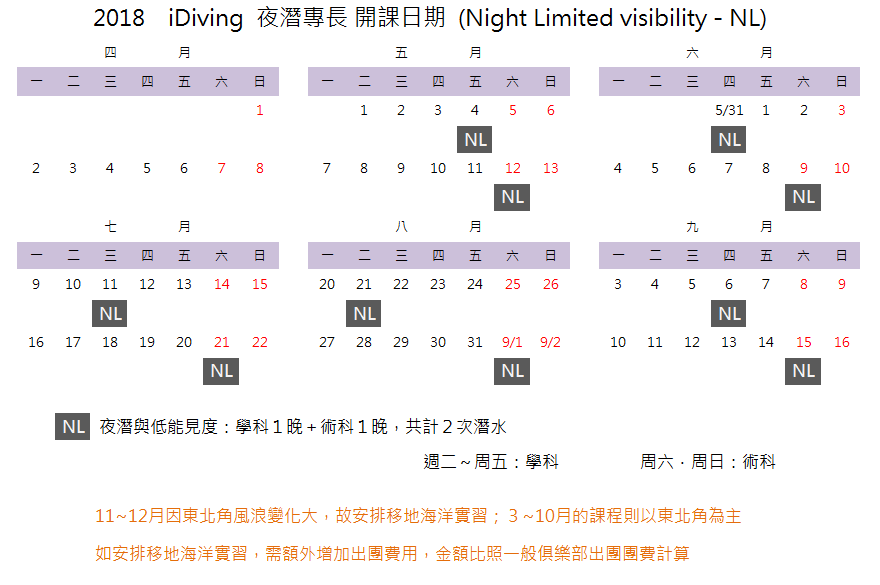 2018 iDiving 夜潛專長 開課日期 (Night Limited visibility - NL)
四 月 五 月 六 月
一 二 三 四 五 六 日 一 二 三 四 五 六 日 一 二 三 四 五 六 日
1 1 2 3 4 5 6 5/31 1 2 3
NL NL
2 3 4 5 6 7 8 7 8 9 10 11 12 13 4 5 6 7 8 9 10
NL NL
七 月 八 月 九 月
一 二 三 四 五 六 日 一 二 三 四 五 六 日 一 二 三 四 五 六 日
9 10 11 12 13 14 15 20 21 22 23 24 25 26 3 4 5 6 7 8 9
NL NL NL
16 17 18 19 20 21 22 27 28 29 30 31 9/1 9/2 10 11 12 13 14 15 16
NL NL NL
NL 夜潛與低能見度：學科１晚＋術科１晚，共計２次潛水
週二～周五：學科 周六．周日：術科
11~12月因東北角風浪變化大，故安排移地海洋實習；３~10月的課程則以東北角為主
如安排移地海洋實習，需額外增加出團費用，金額比照一般俱樂部出團團費計算